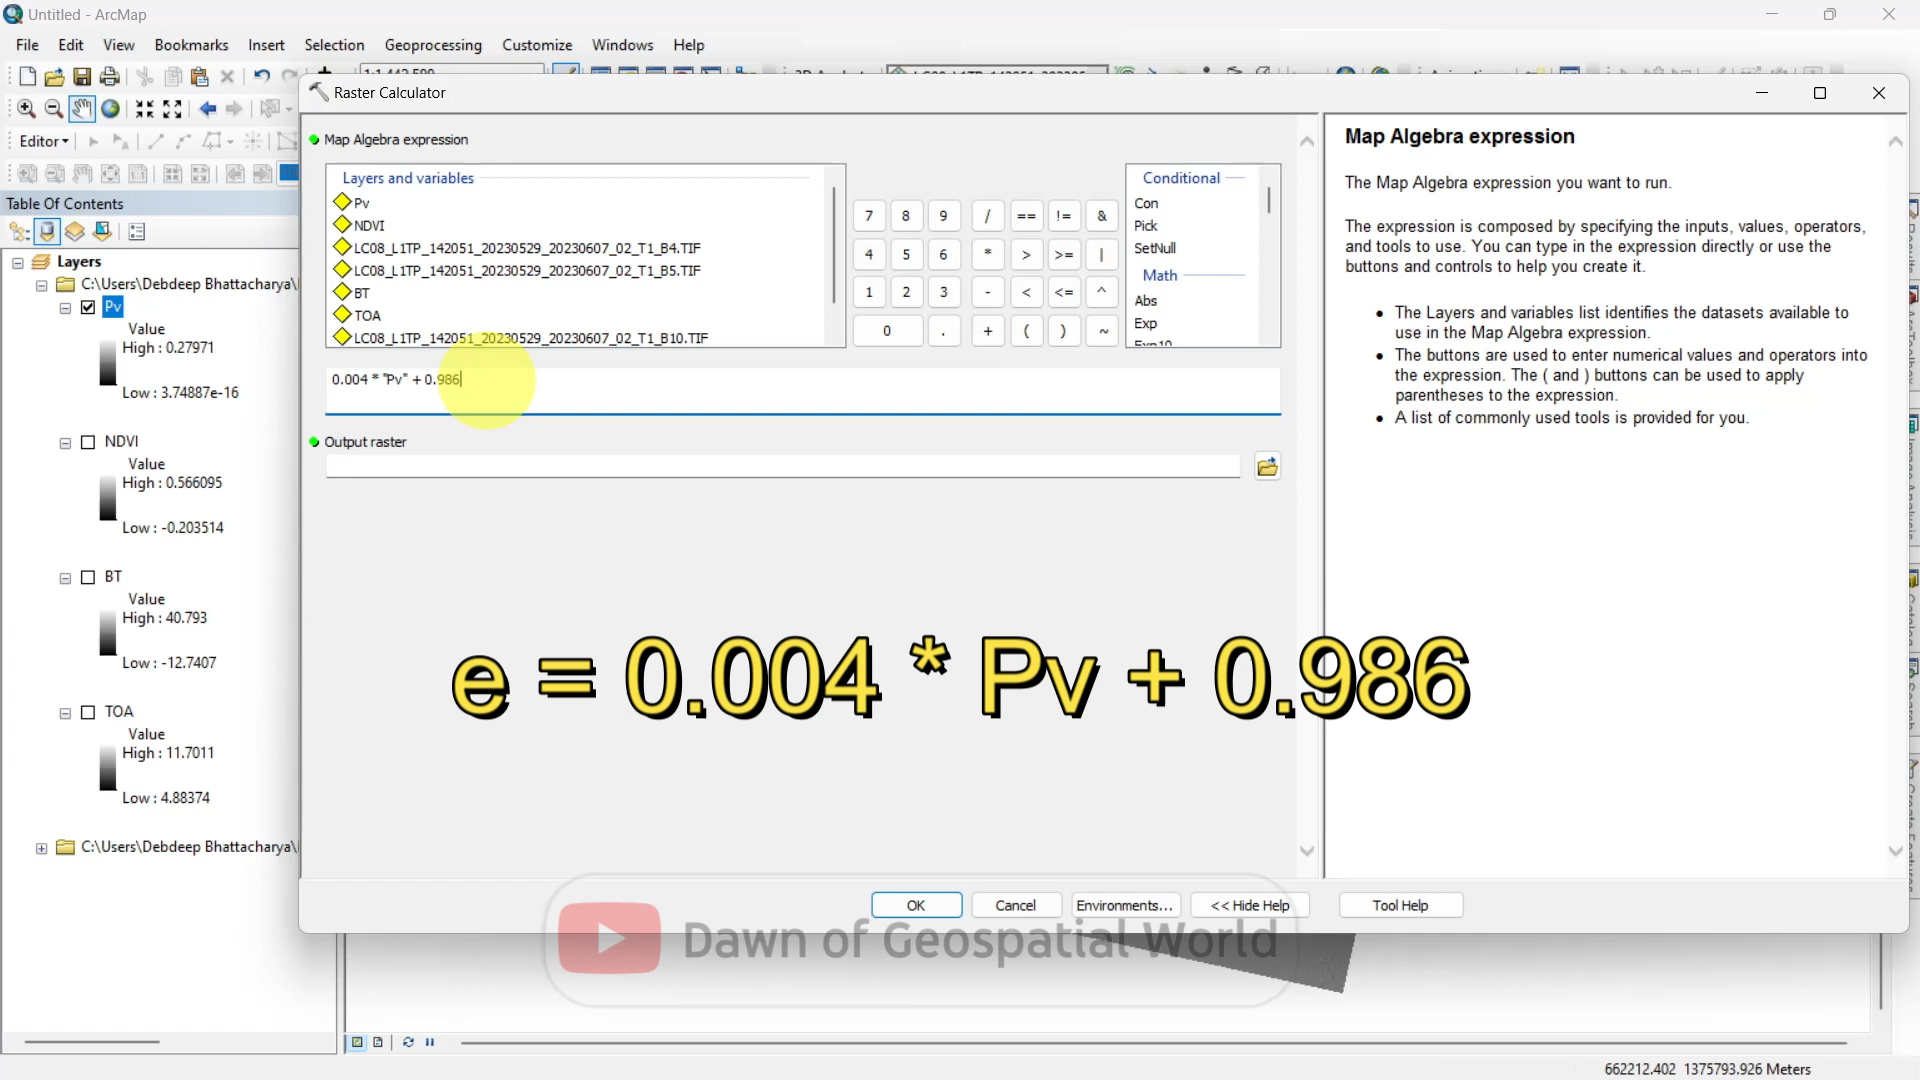 Untitled - ArcMap
File Edit View Bookmarks Insert Selection Geoprocessing Customize Windows Help
Raster Calculator
Editor
Table Of Contents
Layers
C:\Users\Debdeep Bhattacharya\
Pv
Value
High : 0.27971
Low : 3.74887e-16
NDVI
Value
High : 0.566095
Low : -0.203514
BT
Value
High : 40.793
Low : -12.7407
TOA
Value
High : 11.7011
Low : 4.88374
C:\Users\Debdeep Bhattacharya\
Map Algebra expression
Layers and variables
Pv
NDVI
LC08_L1TP_142051_20230529_20230607_02_T1_B4.TIF
LC08_L1TP_142051_20230529_20230607_02_T1_B5.TIF
BT
TOA
LC08_L1TP_142051_20230529_20230607_02_T1_B10.TIF
7 8 9 / == != &
4 5 6 * > >= |
1 2 3 - < <= ^
0 . + ( ) ~
Conditional
Con
Pick
SetNull
Math
Abs
Exp
Exp10
0.004 * "Pv" + 0.986
Output raster
e = 0.004 * Pv + 0.986
OK Cancel Environments... << Hide Help Tool Help
Map Algebra expression
The Map Algebra expression you want to run.
The expression is composed by specifying the inputs, values, operators,
and tools to use. You can type in the expression directly or use the
buttons and controls to help you create it.
• The Layers and variables list identifies the datasets available to
use in the Map Algebra expression.
• The buttons are used to enter numerical values and operators into
the expression. The ( and ) buttons can be used to apply
parentheses to the expression.
• A list of commonly used tools is provided for you.
Dawn of Geospatial World
662212.402 1375793.926 Meters